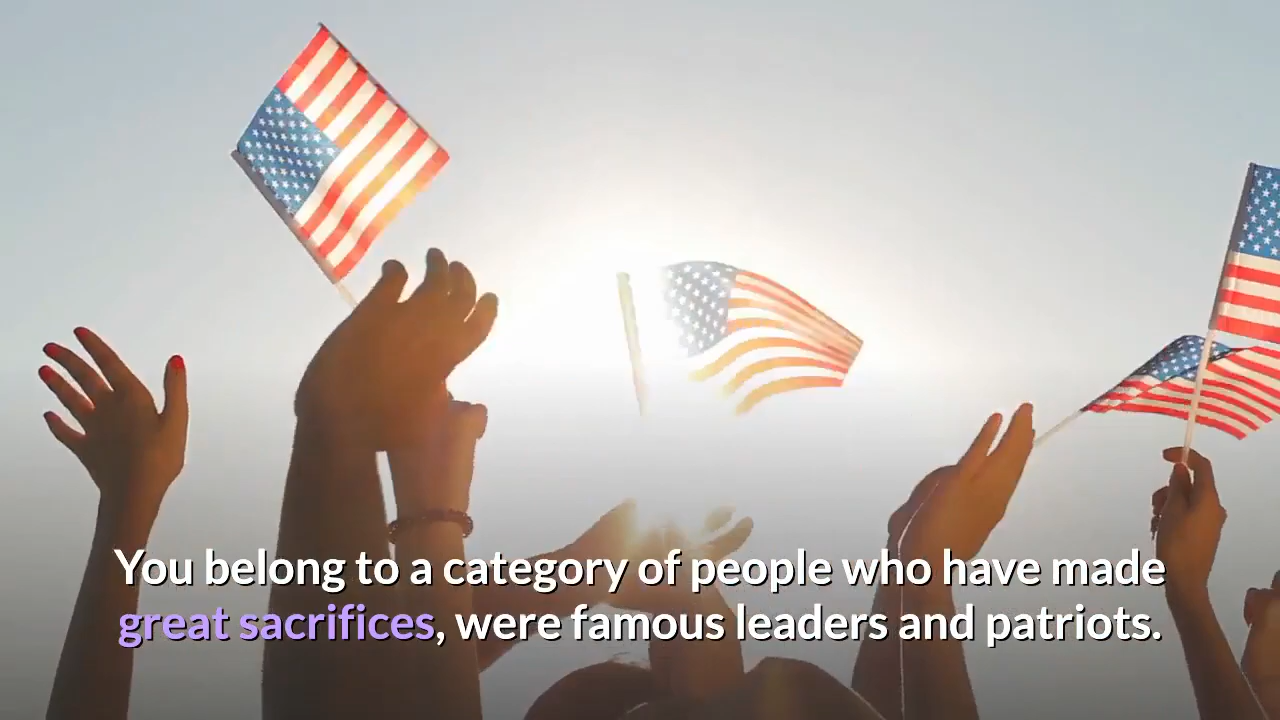 You belong to a category of people who have made
great sacrifices, were famous leaders and patriots.